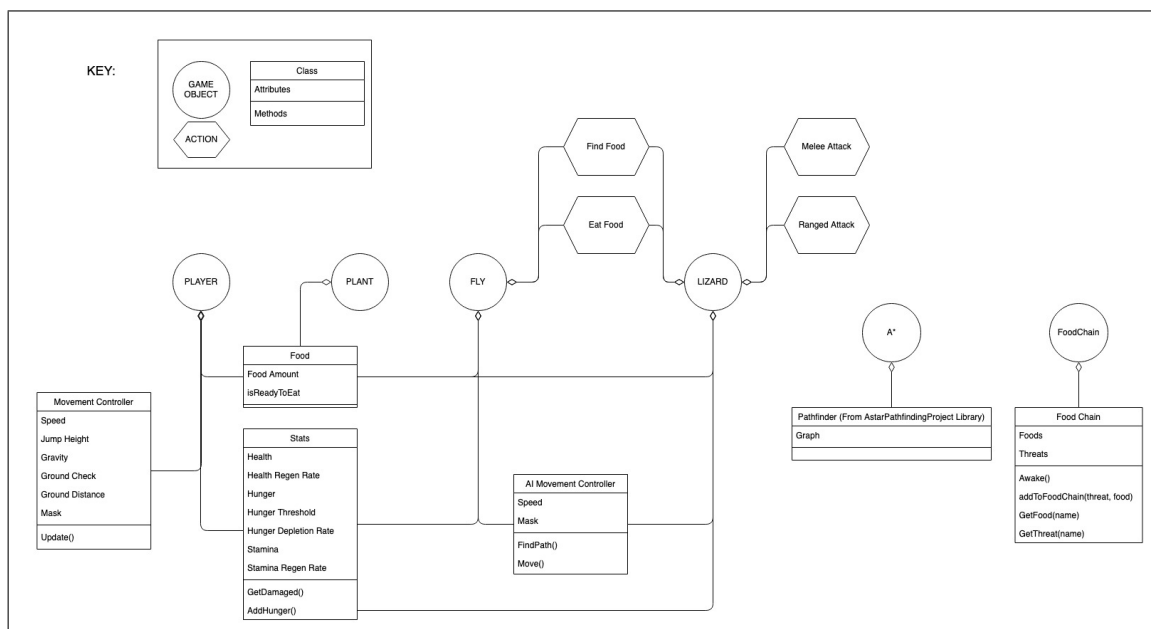 KEY:
GAME
OBJECT
ACTION
Class
Attributes
Methods
Find Food
Eat Food
Melee Attack
Ranged Attack
PLAYER
PLANT
FLY
LIZARD
A*
FoodChain
Food
Food Amount
isReadyToEat
Movement Controller
Speed
Jump Height
Gravity
Ground Check
Ground Distance
Mask
Update()
Stats
Health
Health Regen Rate
Hunger
Hunger Threshold
Hunger Depletion Rate
Stamina
Stamina Regen Rate
GetDamaged()
AddHunger()
AI Movement Controller
Speed
Mask
FindPath()
Move()
Pathfinder (From AstarPathfindingProject Library)
Graph
Food Chain
Foods
Threats
Awake()
addToFoodChain(threat, food)
GetFood(name)
GetThreat(name)